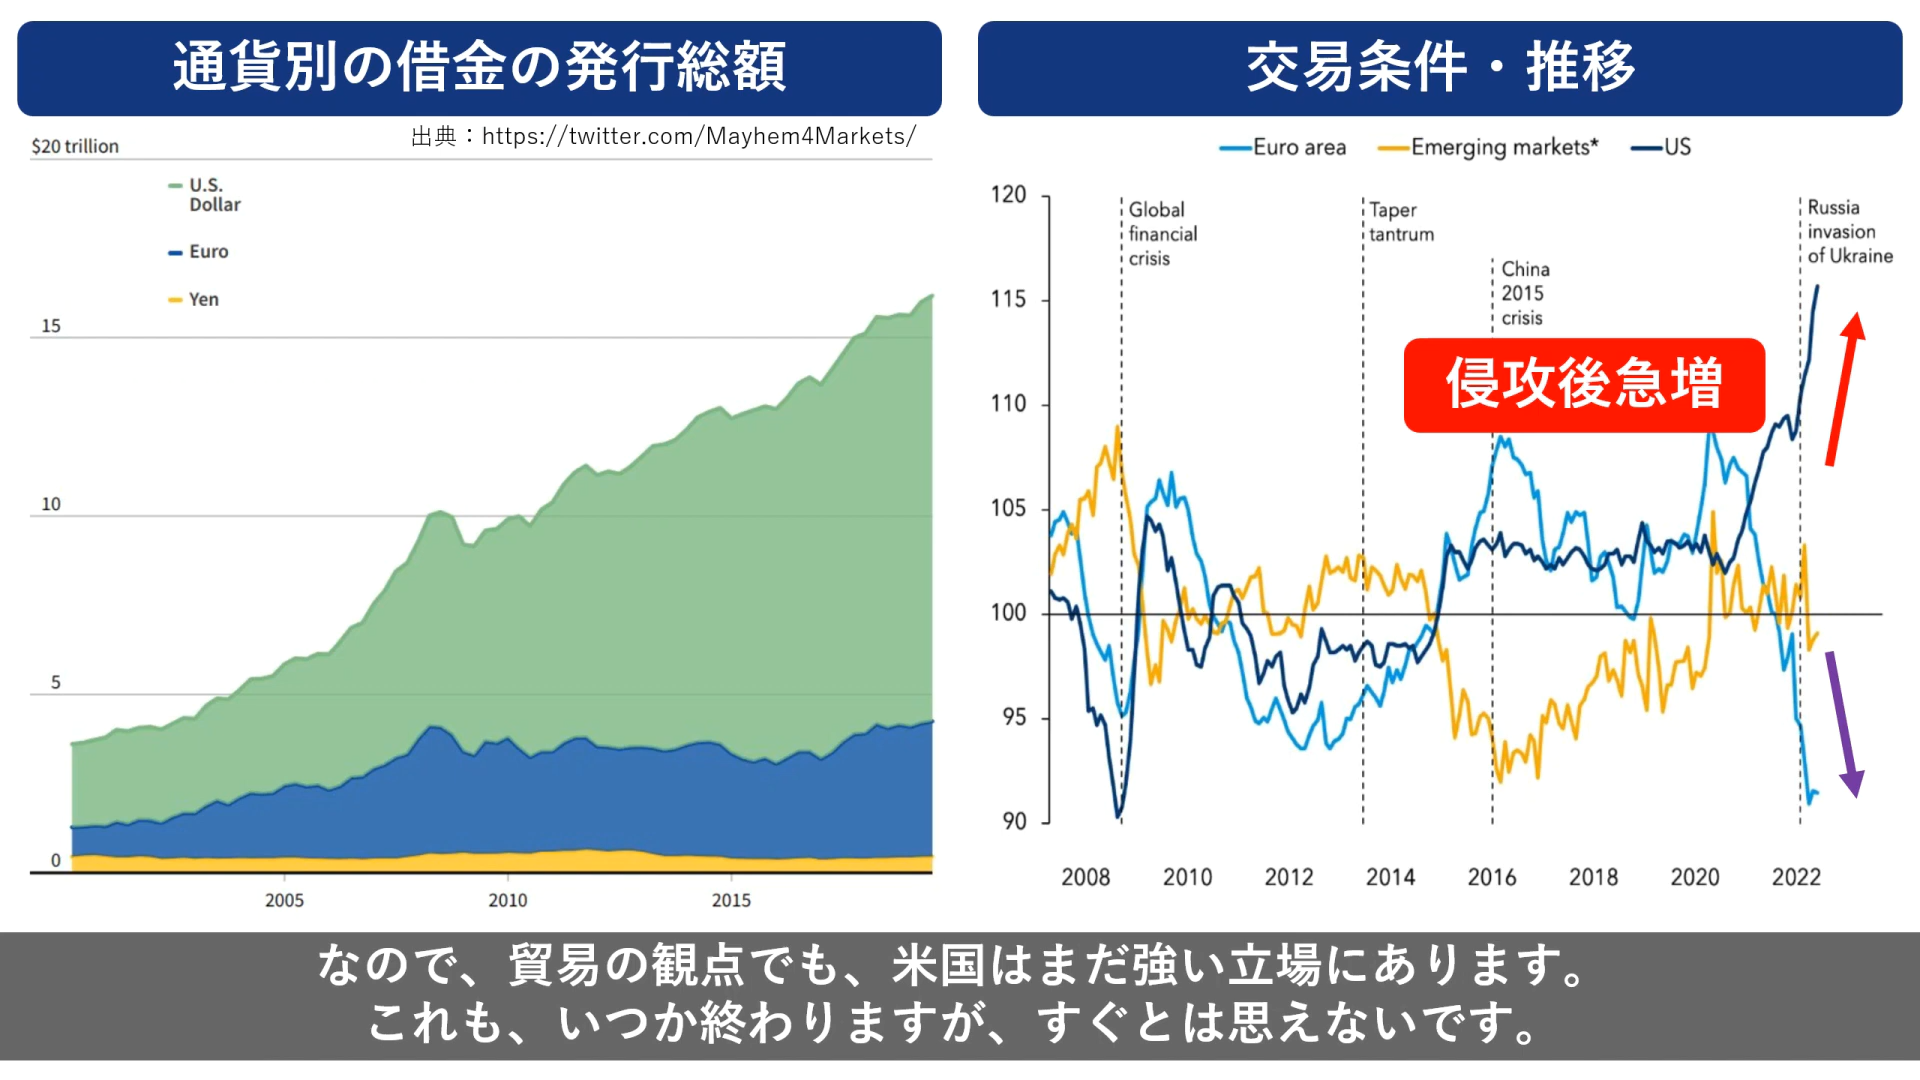 通貨別の借金の発行総額
出典：https://twitter.com/Mayhem4Markets/
$20 trillion
U.S.
Dollar
Euro
Yen
15
10
5
0
2005 2010 2015
交易条件・推移
Euro area Emerging markets* US
120
115
110
105
100
95
90
Global
financial
crisis
Taper
tantrum
China
2015
crisis
Russia
invasion
of Ukraine
侵攻後急増
2008 2010 2012 2014 2016 2018 2020 2022
なので、貿易の観点でも、米国はまだ強い立場にあります。
これも、いつか終わりますが、すぐとは思えないです。